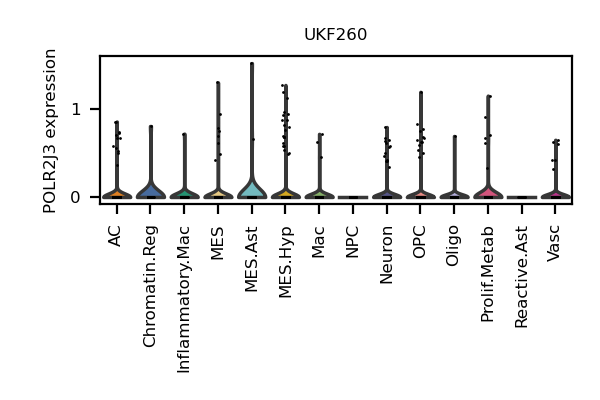 UKF260
POLR2J3 expression
1
0
AC
Chromatin.Reg
Inflammatory.Mac
MES
MES.Ast
MES.Hyp
Mac
NPC
Neuron
OPC
Oligo
Prolif.Metab
Reactive.Ast
Vasc